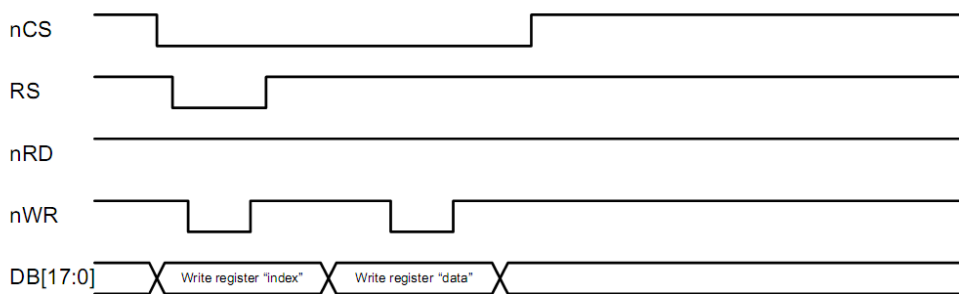 nCS
RS
nRD
nWR
DB[17:0]
Write register “index”
Write register “data”